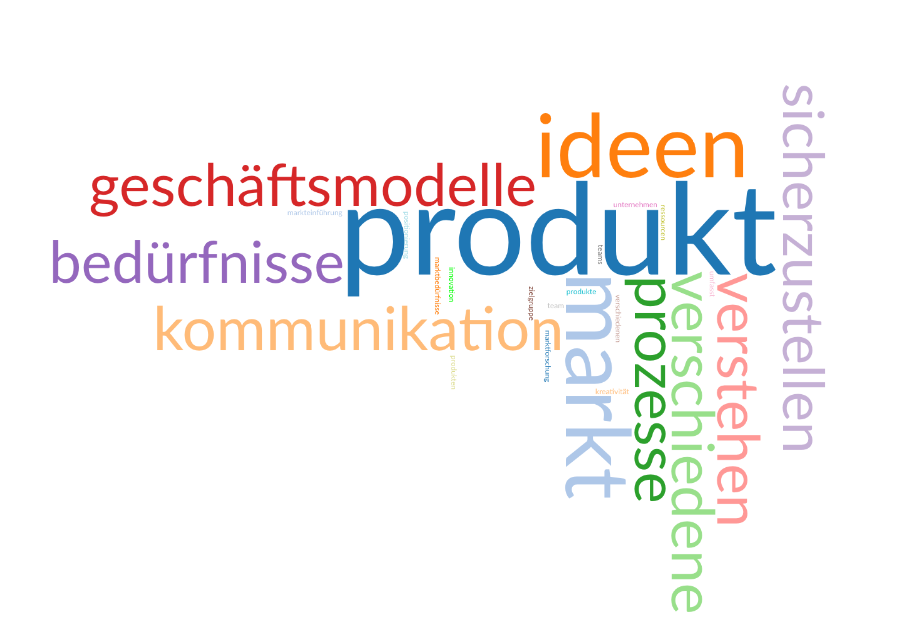 sicherzustellen
ideen
geschäftsmodelle
produkt
unternehmen
ressourcen
markteinführung
bedürfnisse
teams
marktbedürfnisse
innovation
kommunikation
zielgruppe
produkte
team
verschiedenen
markt
prozesse
verschiedene
verstehen
marktforschung
produkten
kreativität